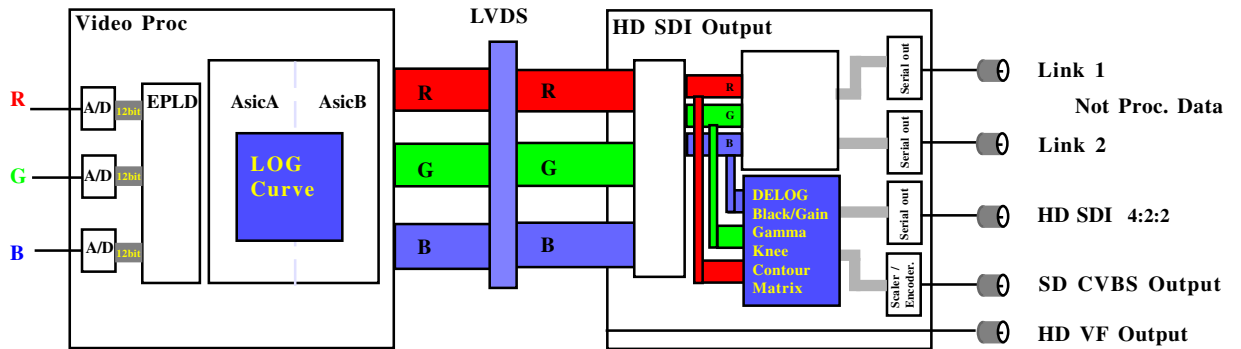 Video Proc
LVDS
HD SDI Output
R
A/D
12bit
EPLD
AsicA
AsicB
LOG
Curve
G
A/D
12bit
B
A/D
12bit
R
R
G
G
B
B
R
G
B
DELOG
Black/Gain
Gamma
Knee
Contour
Matrix
Serial out
Serial out
Serial out
Scaler /
Encoder.
Link 1
Not Proc. Data
Link 2
HD SDI 4:2:2
SD CVBS Output
HD VF Output